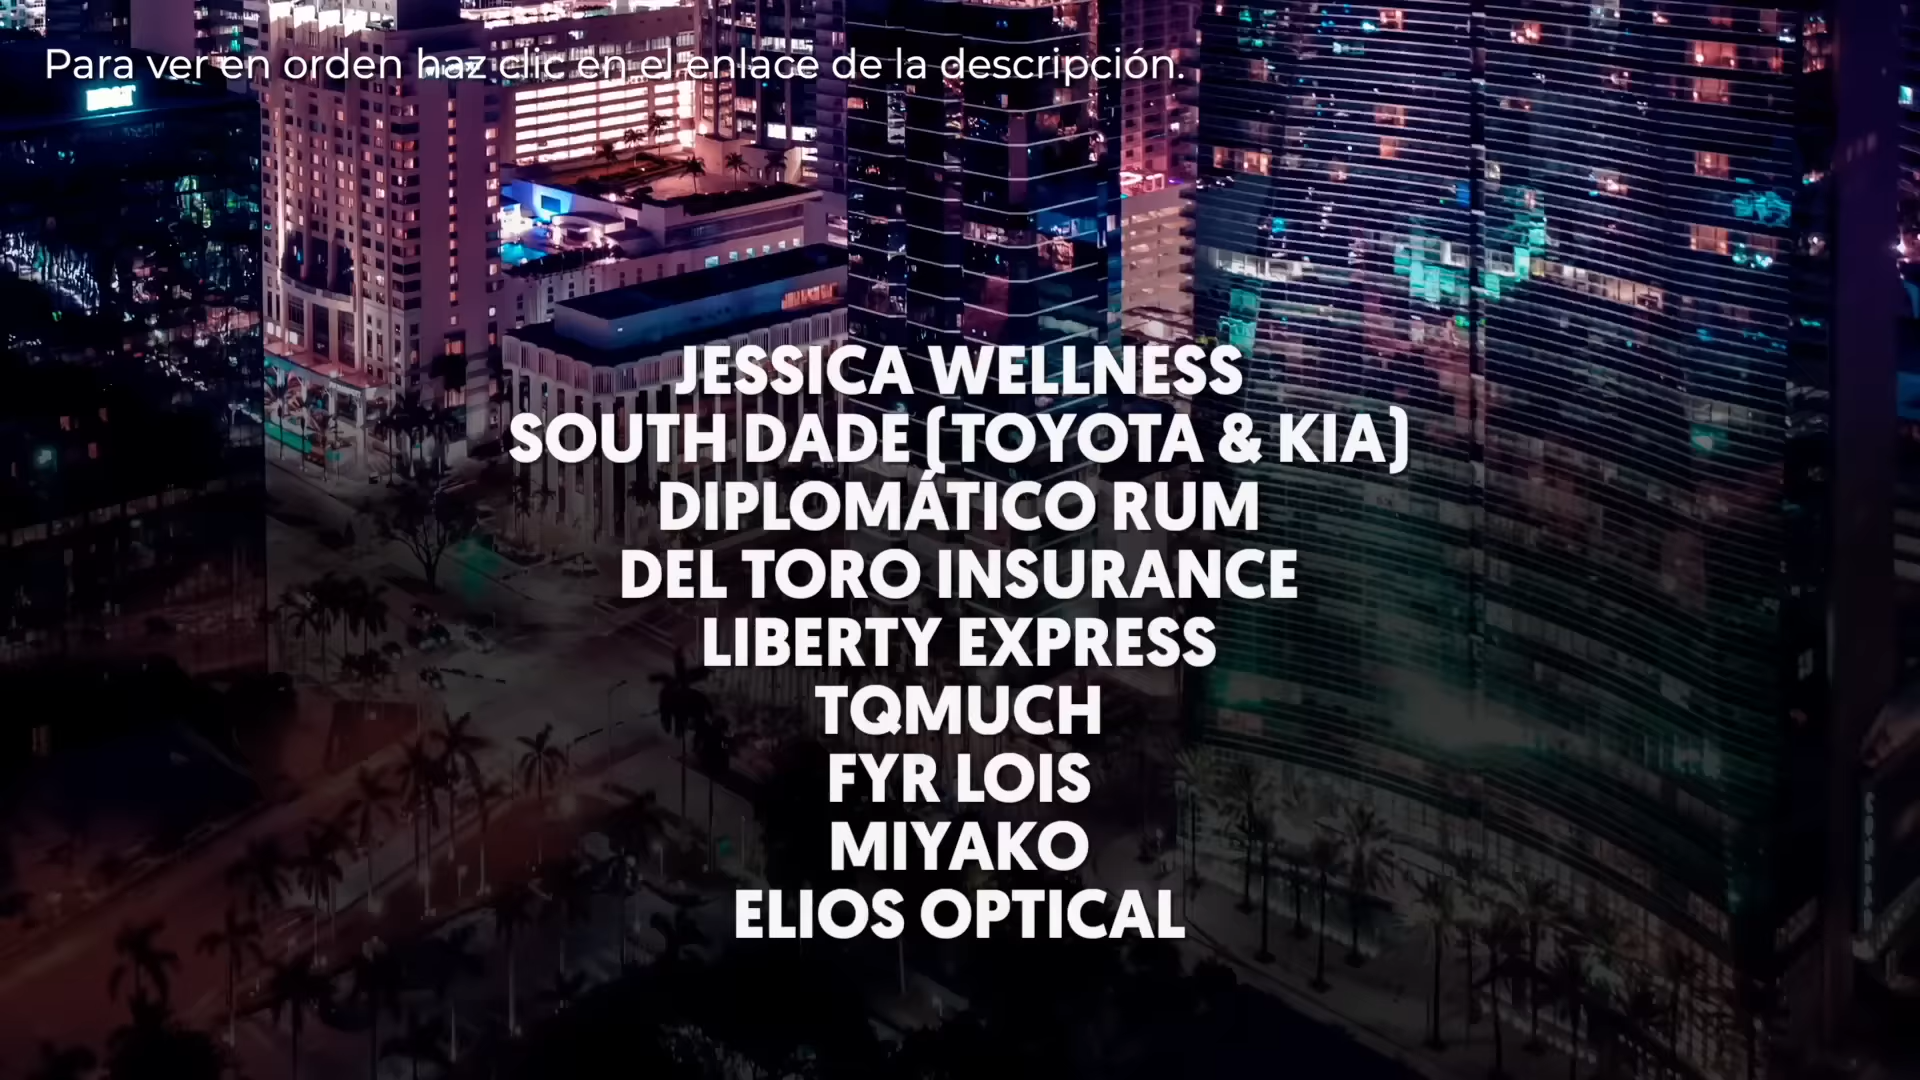 Para ver en orden haz clic en el enlace de la descripción.
JESSICA WELLNESS
SOUTH DADE (TOYOTA & KIA)
DIPLOMÁTICO RUM
DEL TORO INSURANCE
LIBERTY EXPRESS
TQMUCH
FYR LOIS
MIYAKO
ELIOS OPTICAL